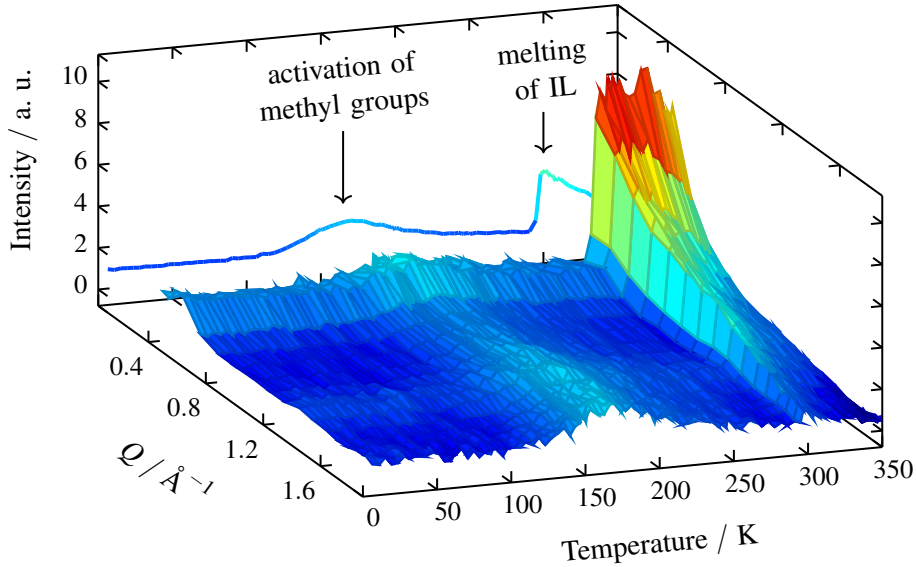 activation of
methyl groups
melting
of IL
Intensity / a. u.
10
8
6
4
2
0
0.4
0.8
1.2
1.6
Q / Å⁻¹
0
50
100
150
200
250
300
350
Temperature / K